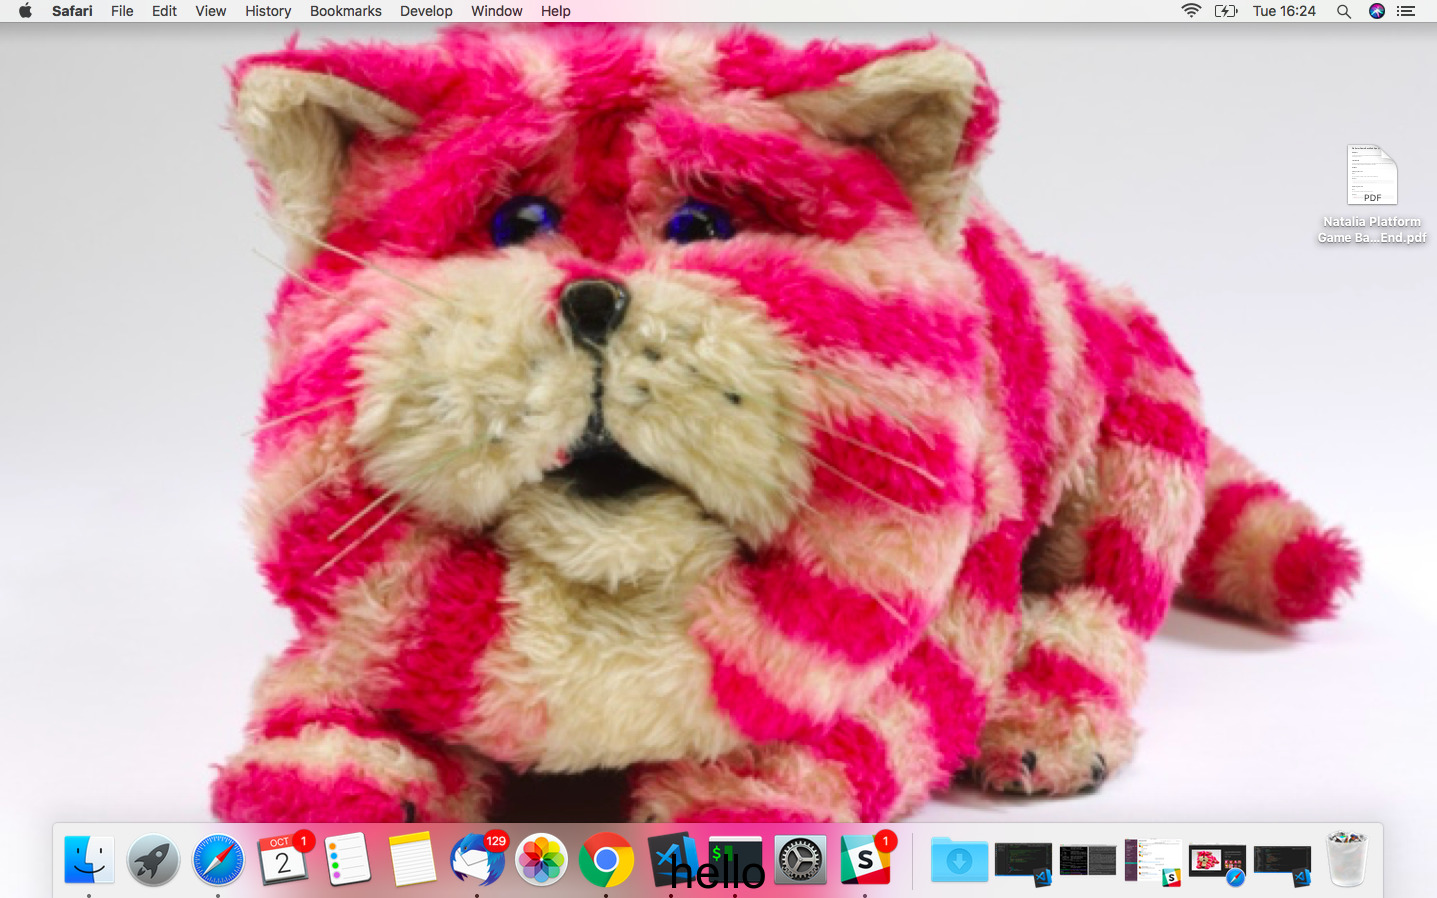 Safari File Edit View History Bookmarks Develop Window Help Tue 16:24
PDF
Natalia Platform
Game Ba...End.pdf
OCT
2
1
129
$
S
1
hello